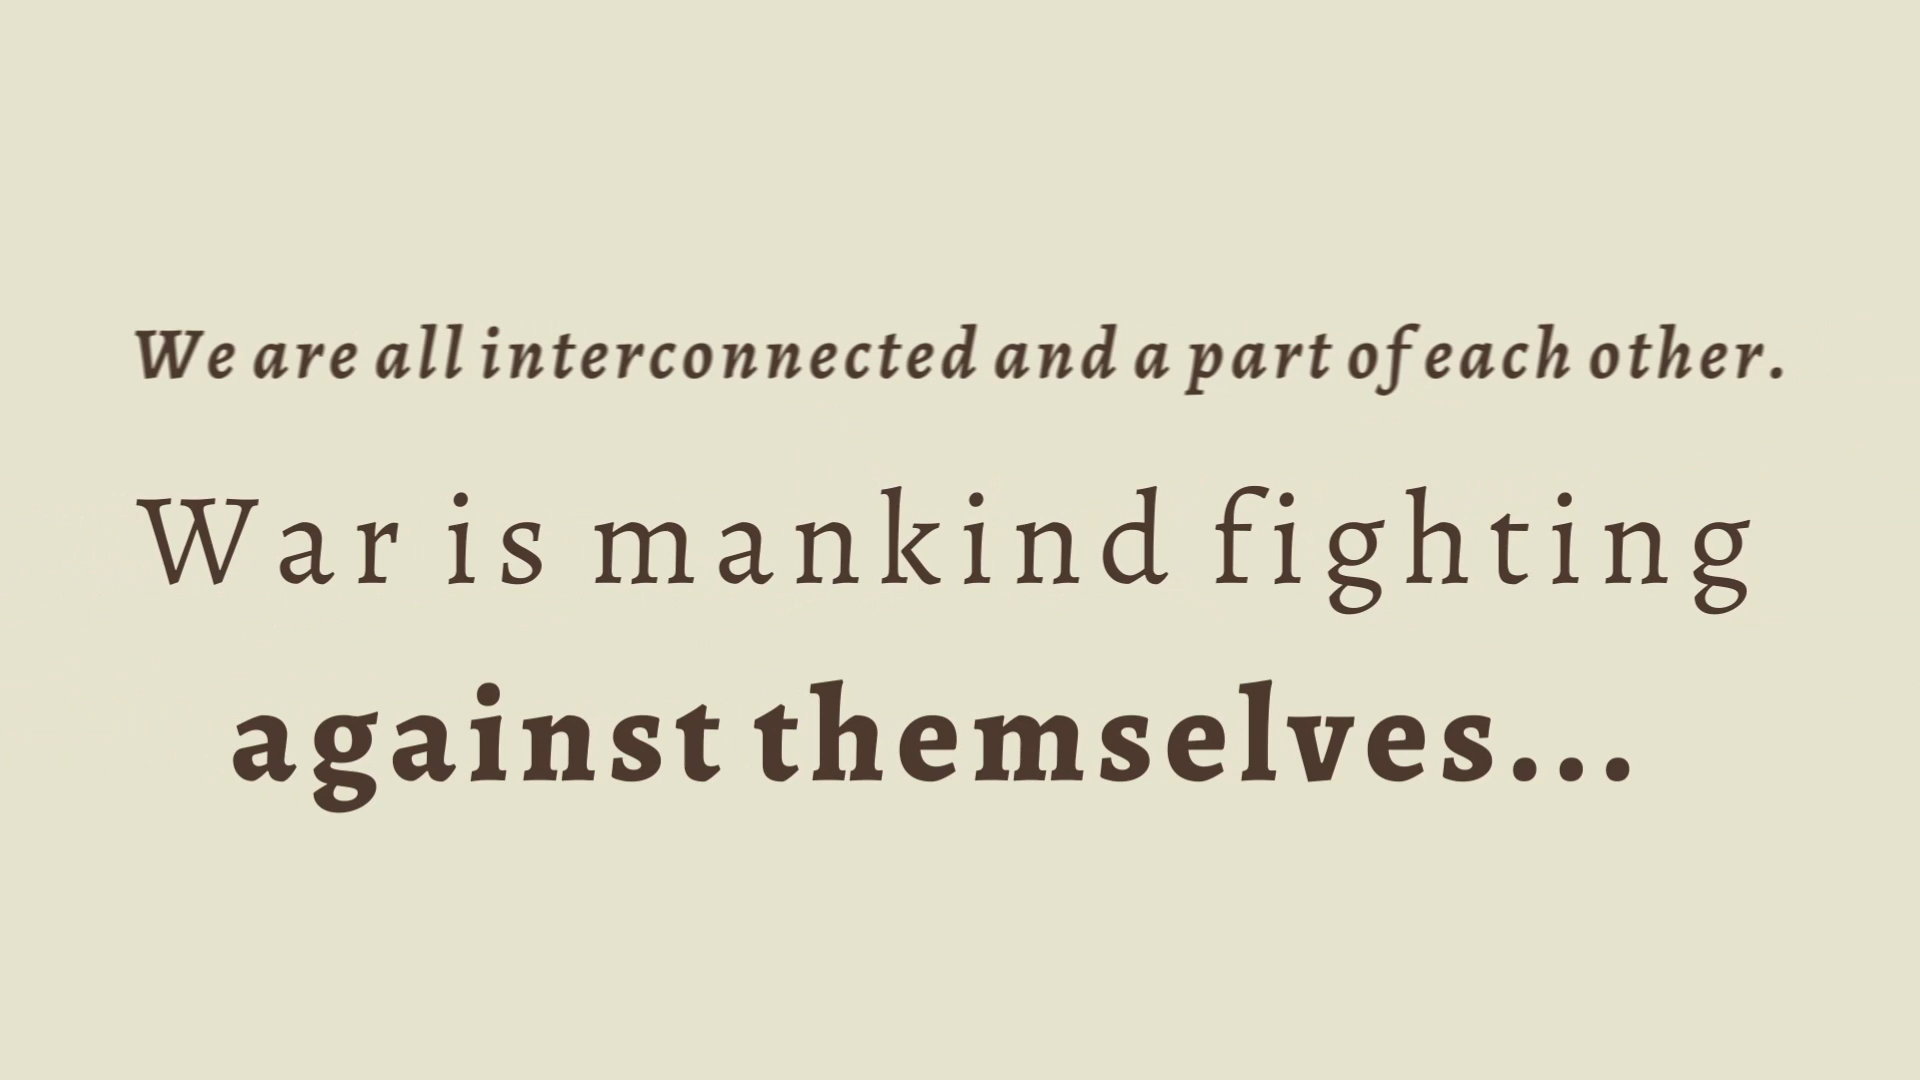 We are all interconnected and a part of each other.
War is mankind fighting
against themselves...